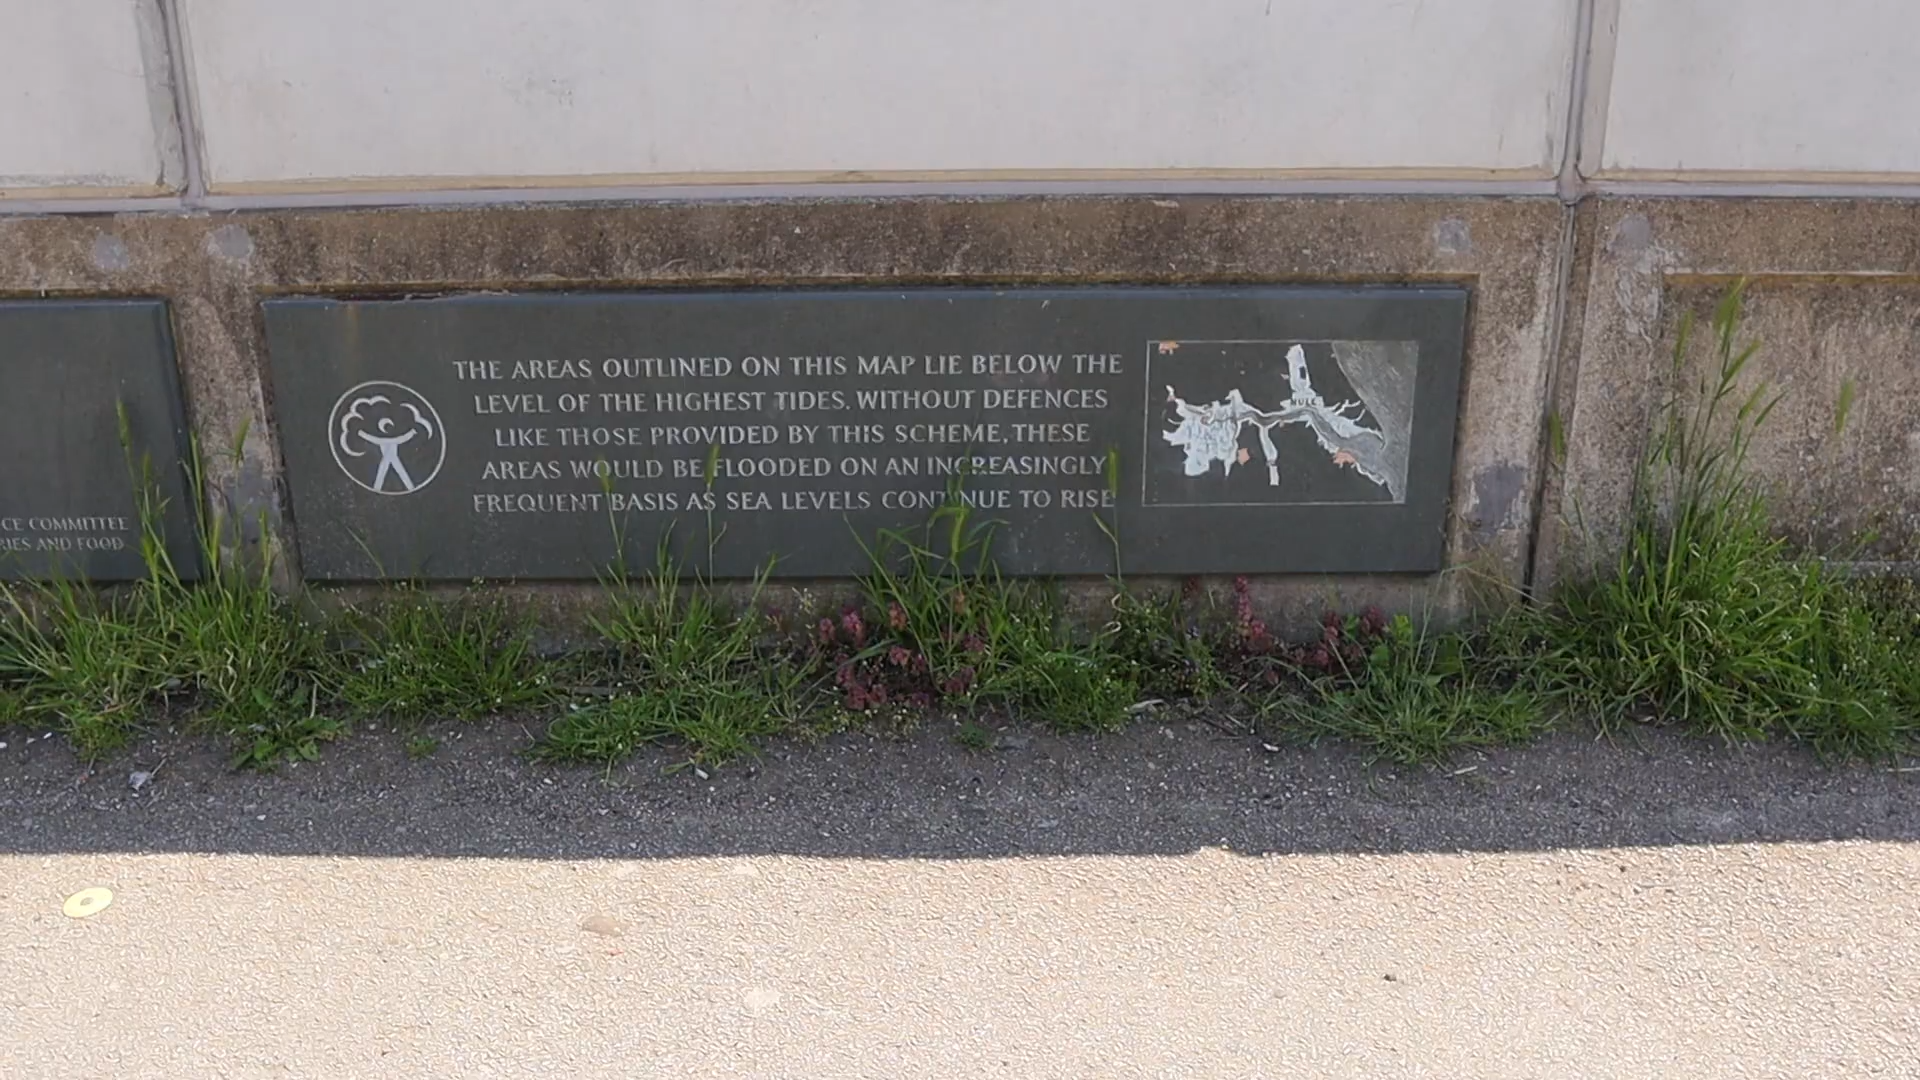 THE AREAS OUTLINED ON THIS MAP LIE BELOW THE
LEVEL OF THE HIGHEST TIDES. WITHOUT DEFENCES
LIKE THOSE PROVIDED BY THIS SCHEME, THESE
AREAS WOULD BE FLOODED ON AN INCREASINGLY
FREQUENT BASIS AS SEA LEVELS CONTINUE TO RISE
HULL
CE COMMITTEE
RIES AND FOOD